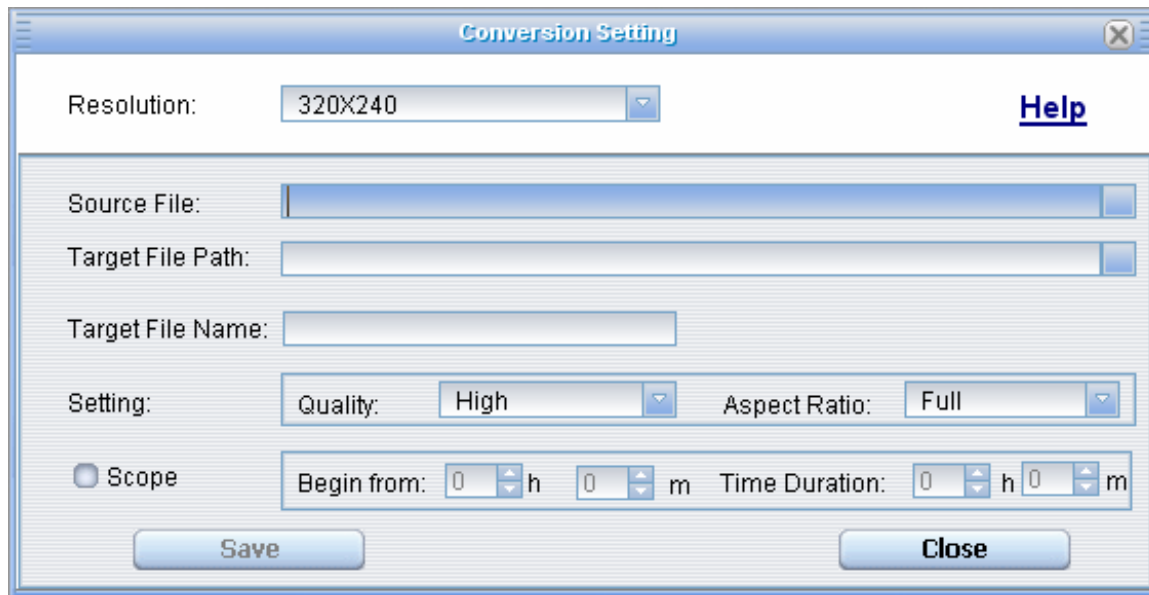 Conversion Setting
Resolution: 320X240 Help
Source File:
Target File Path:
Target File Name:
Setting: Quality: High Aspect Ratio: Full
Scope Begin from: 0 h 0 m Time Duration: 0 h 0 m
Save Close